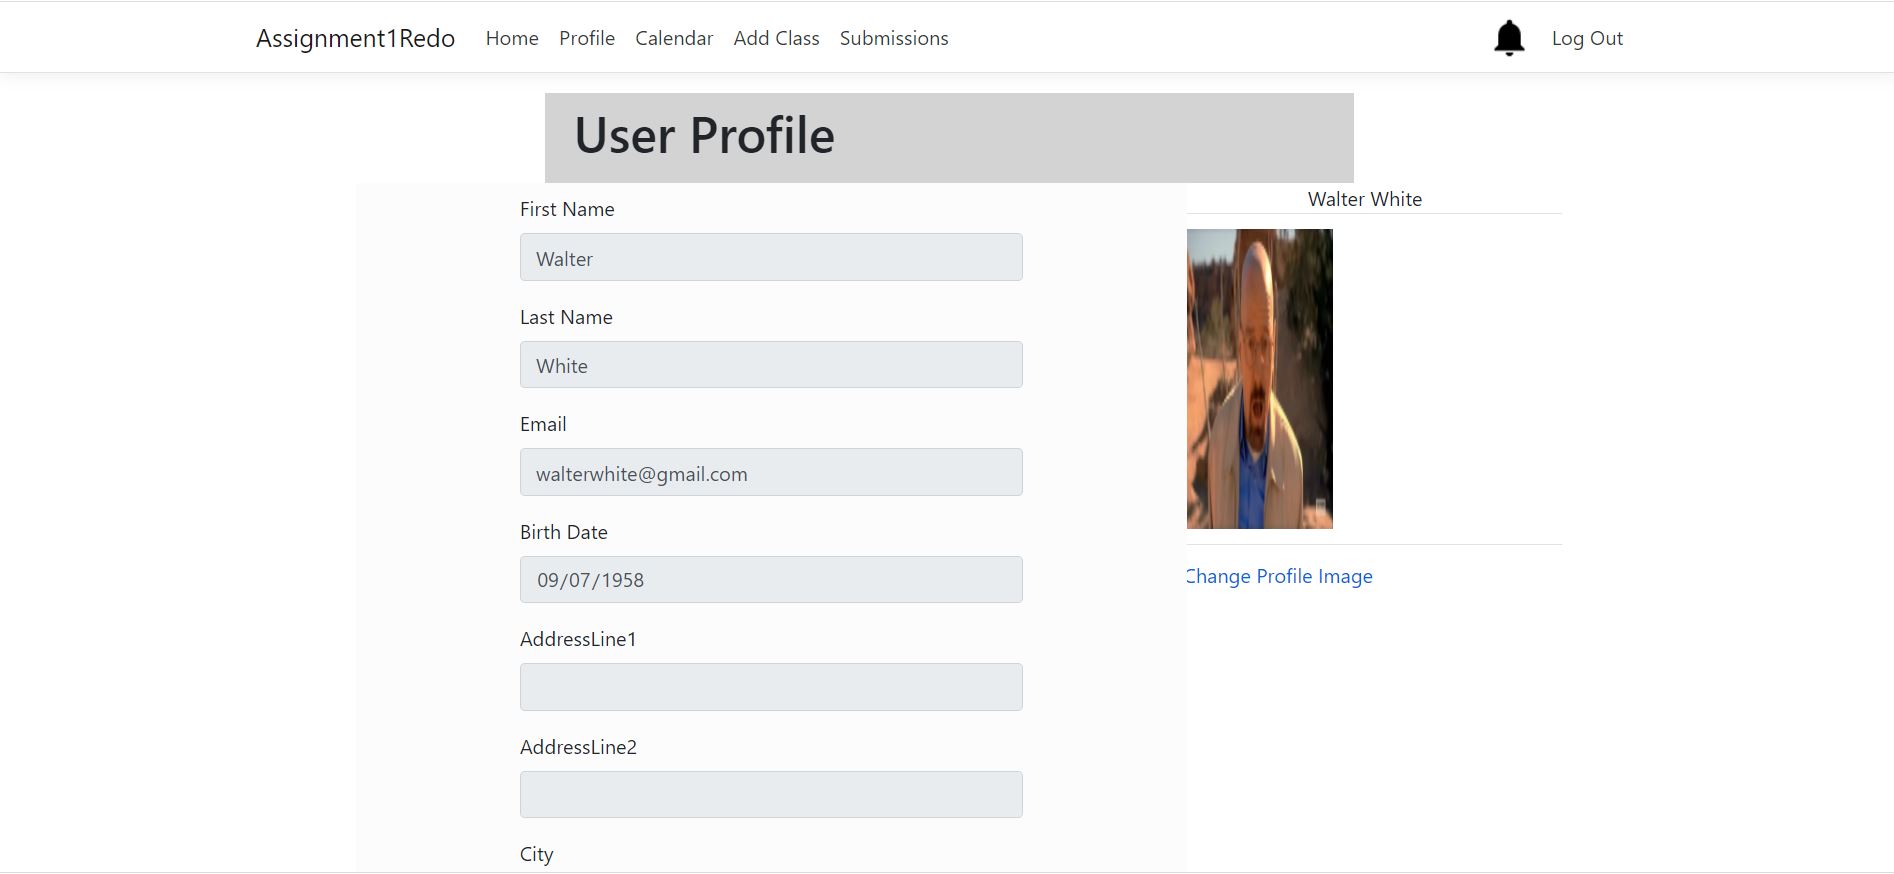 Assignment1Redo Home Profile Calendar Add Class Submissions Log Out
User Profile
First Name
Walter
Last Name
White
Email
walterwhite@gmail.com
Birth Date
09/07/1958
AddressLine1
AddressLine2
City
Walter White
Change Profile Image